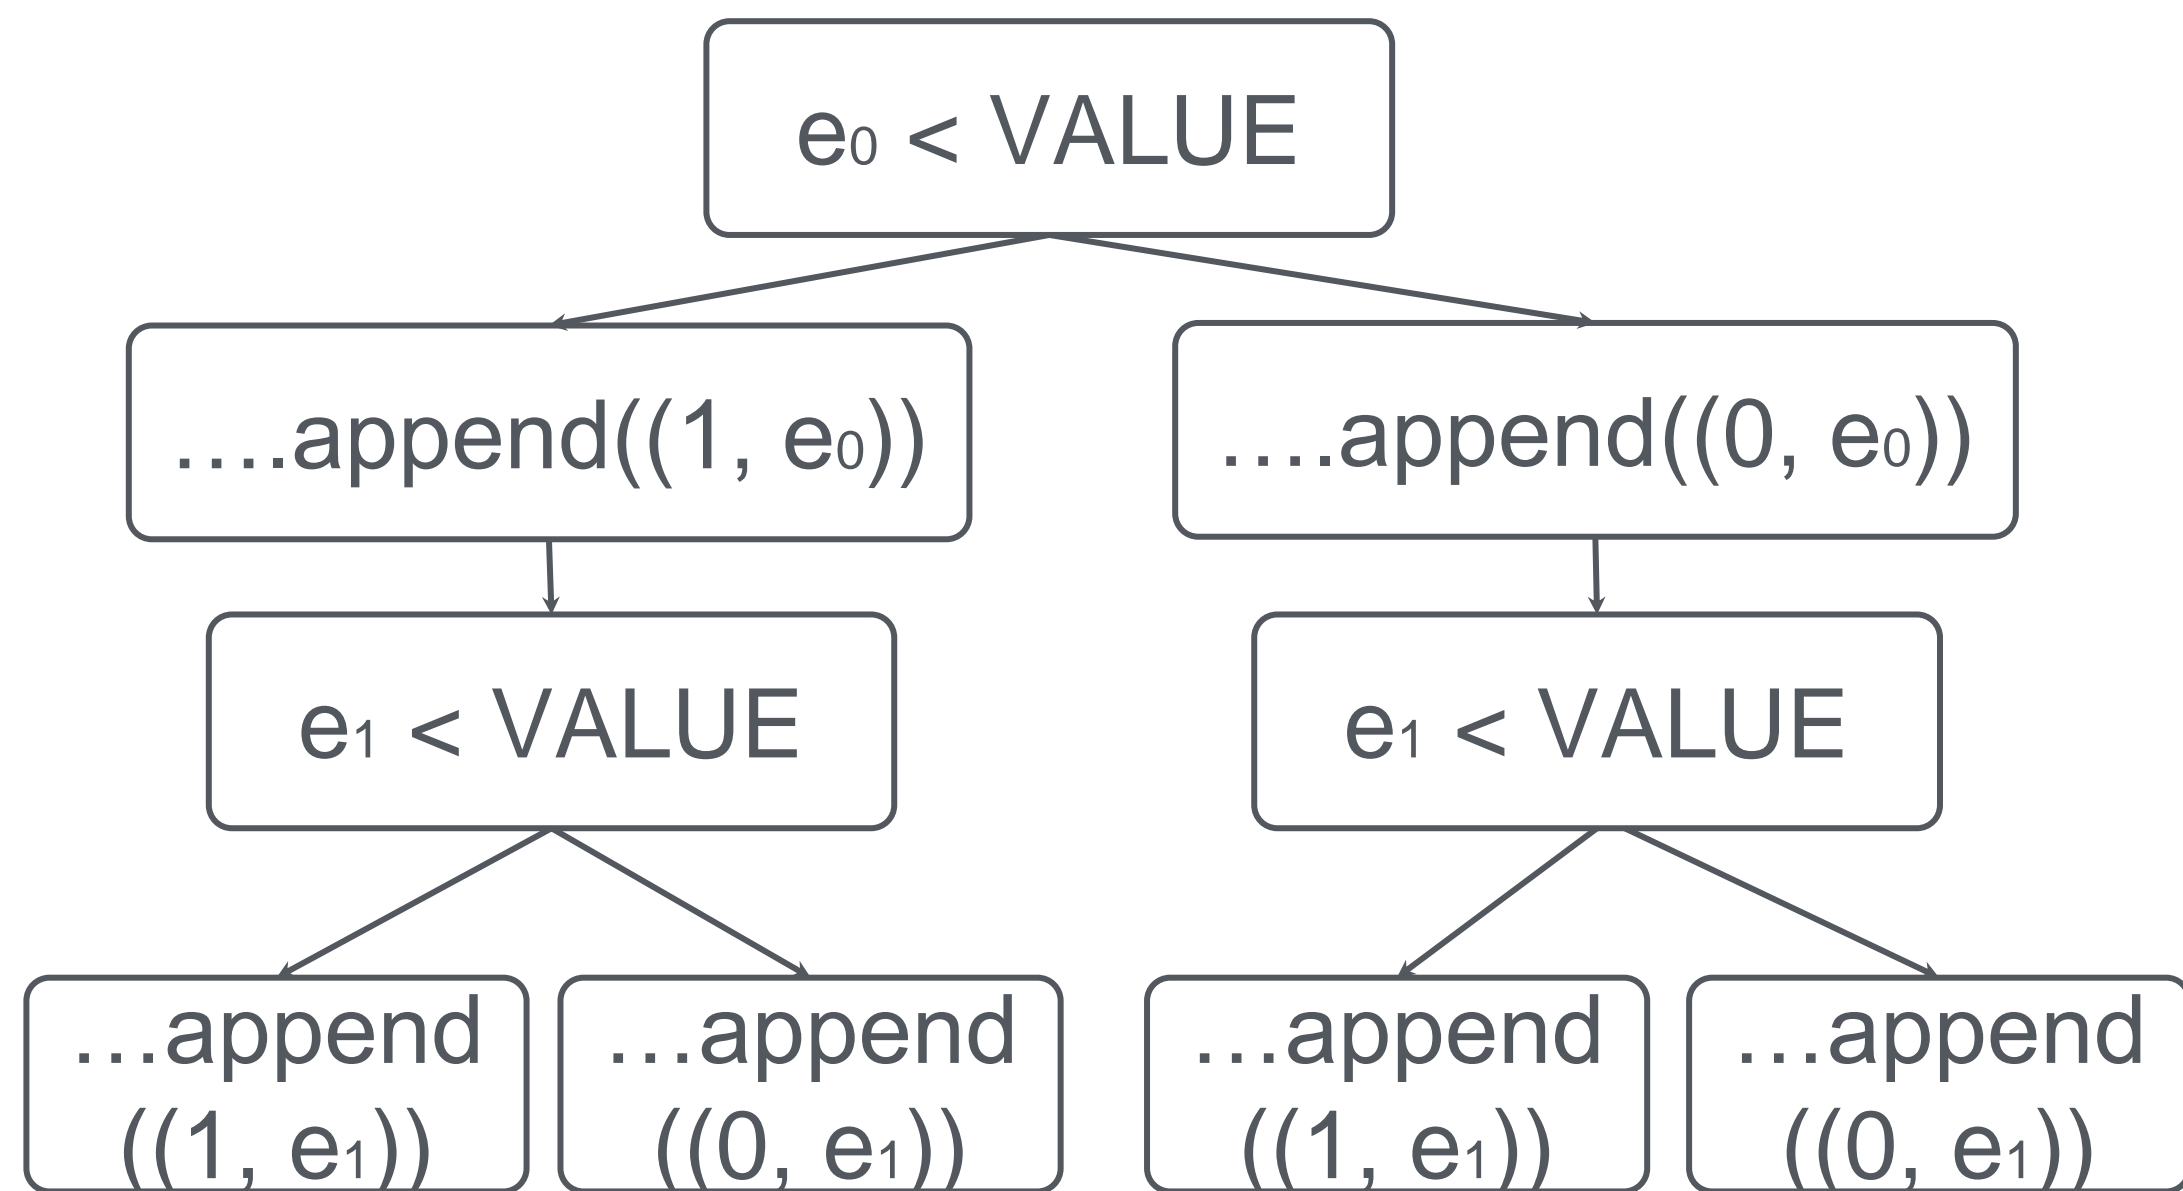 e₀ < VALUE
….append((1, e₀))
….append((0, e₀))
e₁ < VALUE
e₁ < VALUE
…append
((1, e₁))
…append
((0, e₁))
…append
((1, e₁))
…append
((0, e₁))